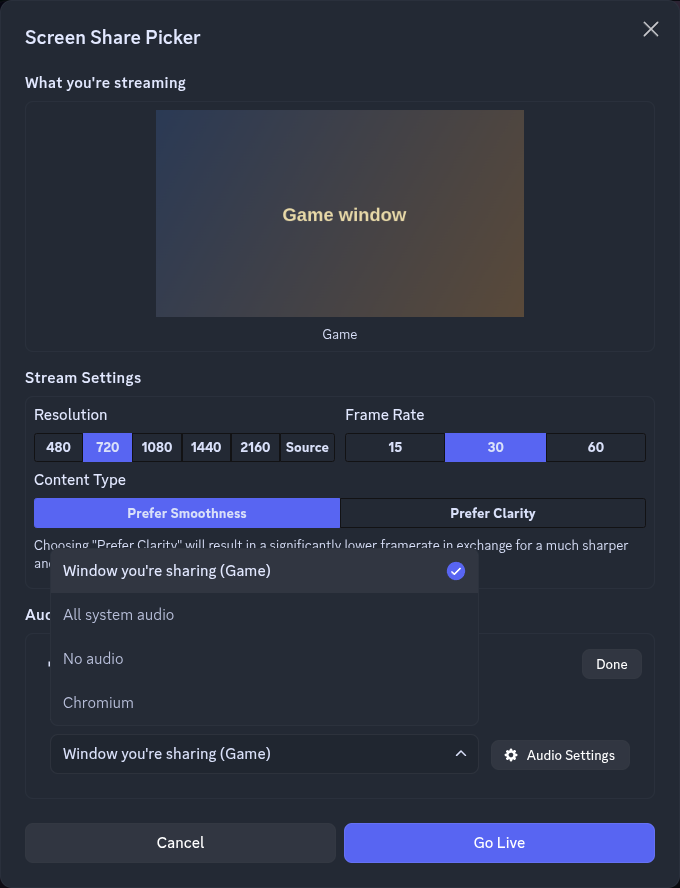 Screen Share Picker
What you're streaming
Game window
Game
Stream Settings
Resolution
Frame Rate
480 720 1080 1440 2160 Source
15 30 60
Content Type
Prefer Smoothness
Prefer Clarity
Choosing "Prefer Clarity" will result in a significantly lower framerate in exchange for a much sharper
Window you're sharing (Game)
All system audio
No audio
Chromium
Done
Window you're sharing (Game)
Audio Settings
Cancel
Go Live